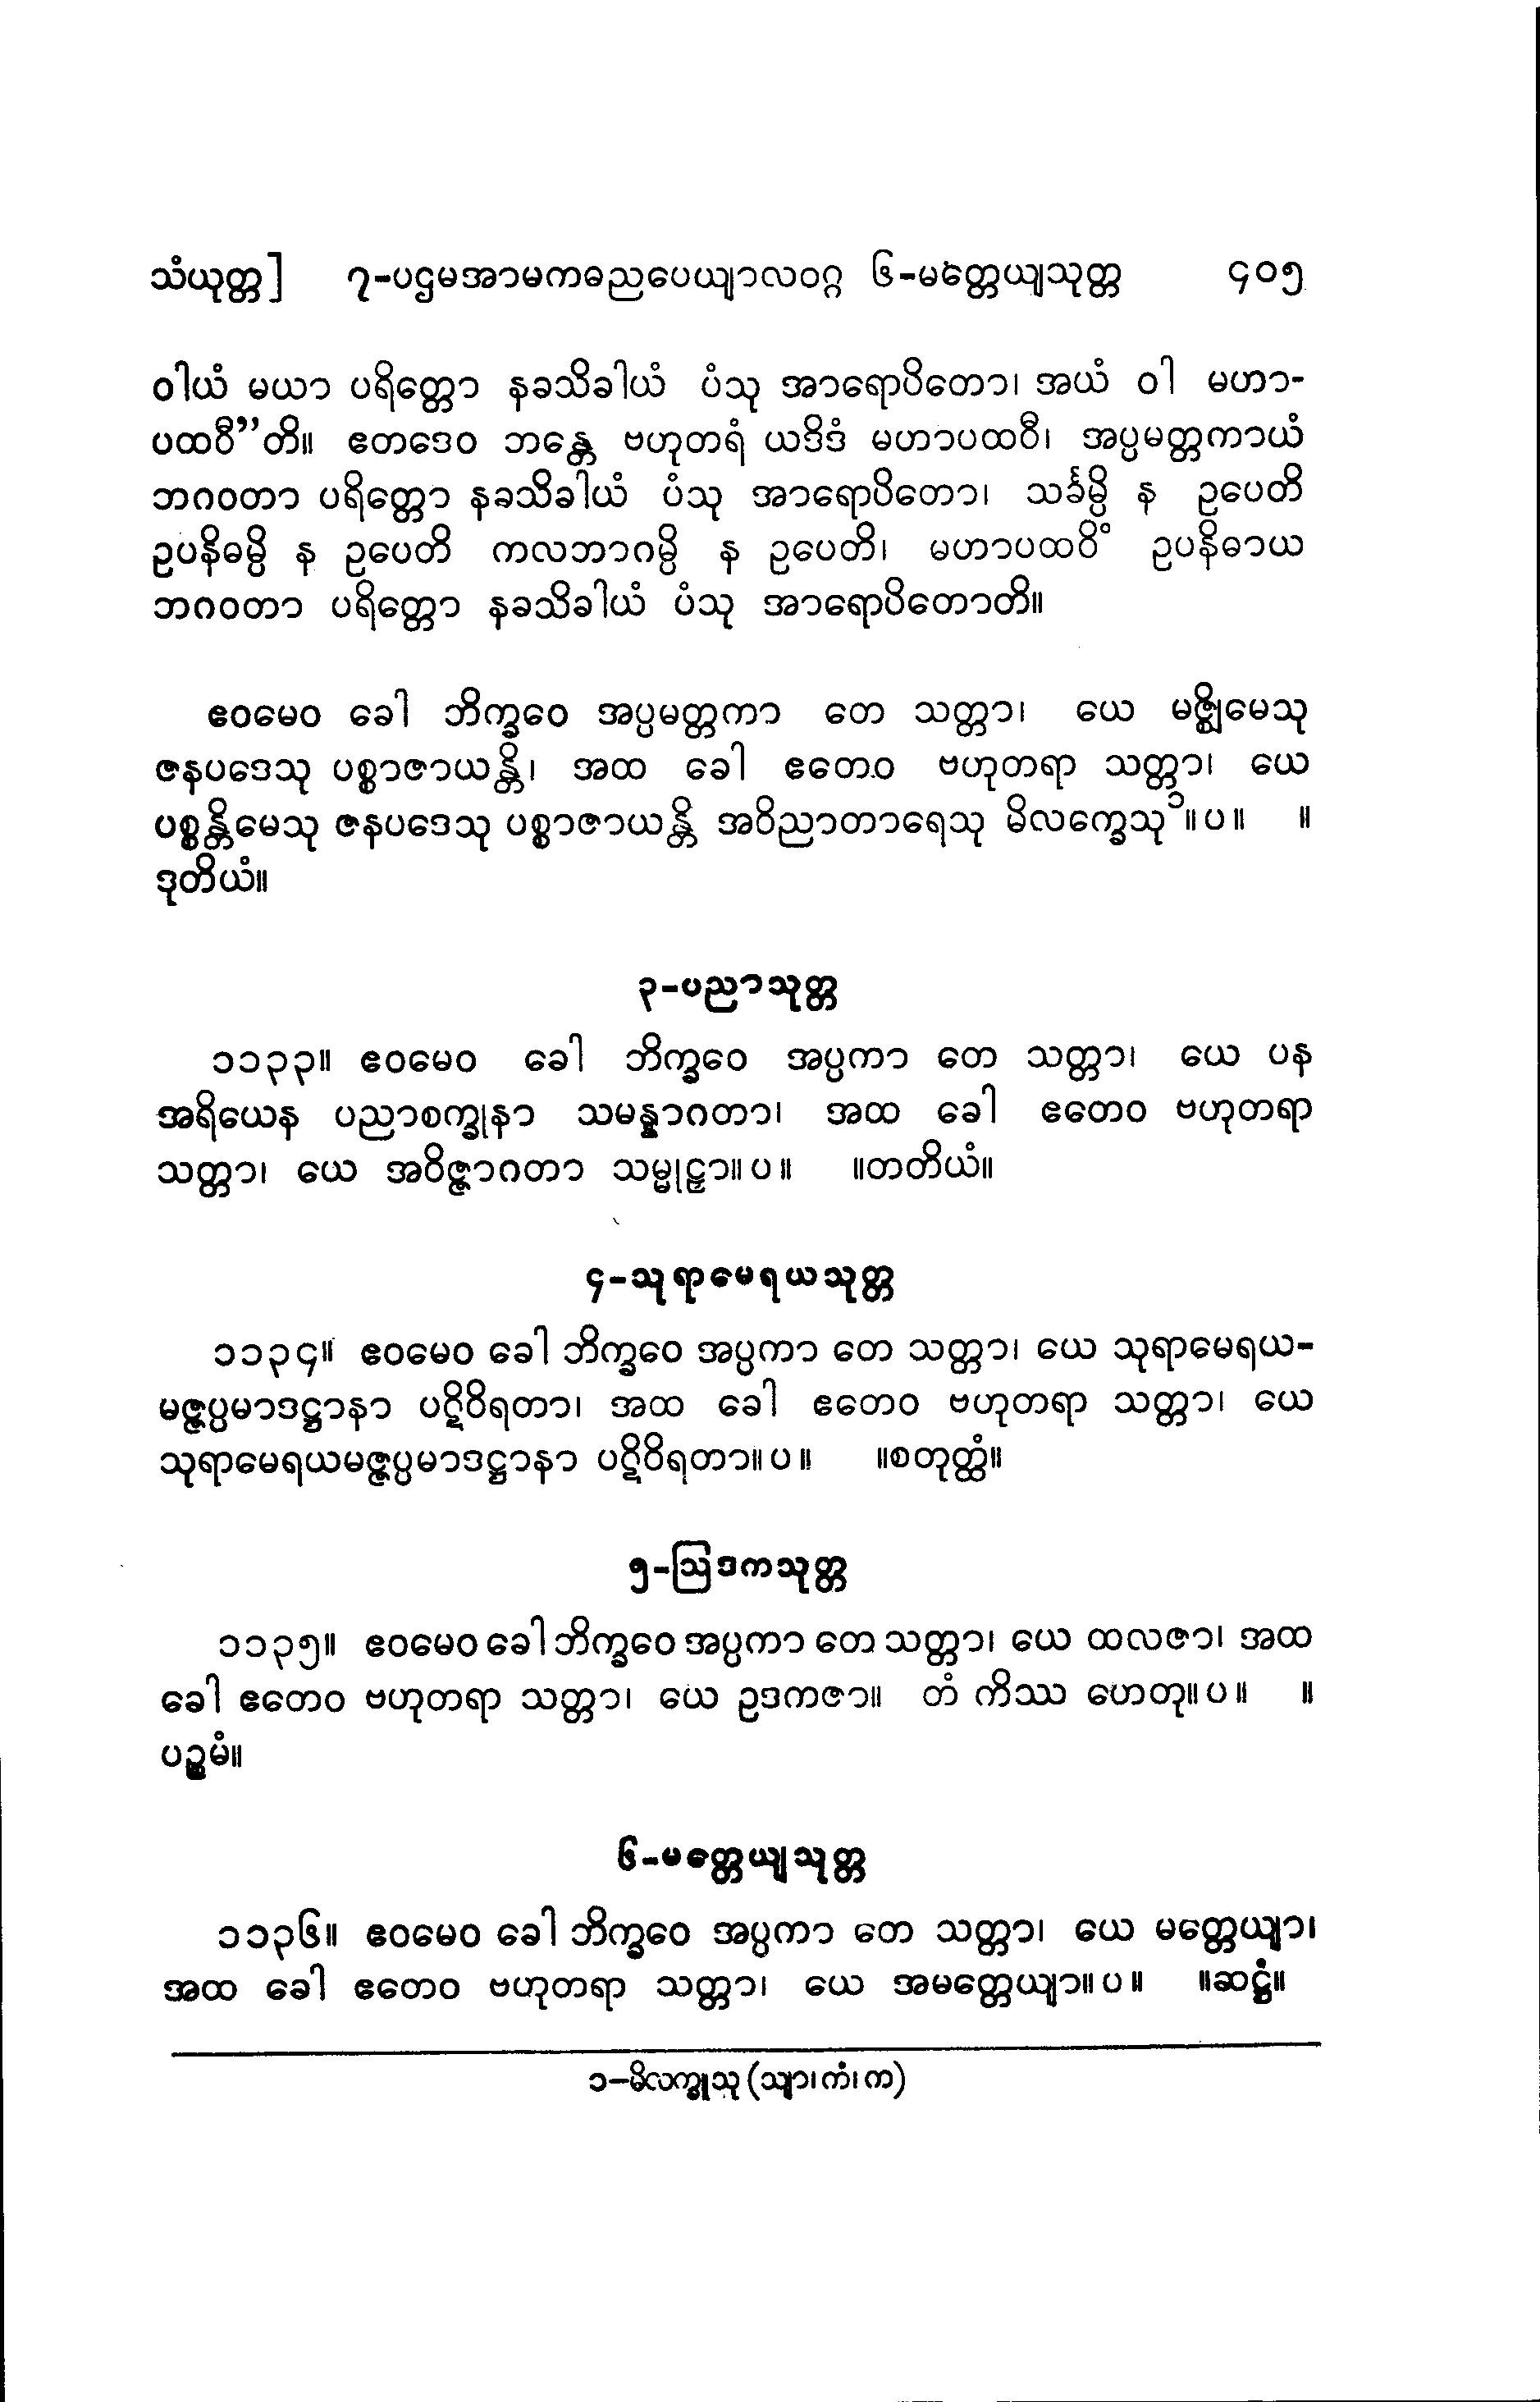 သံယုတ္တ] ၇-ပဌမအာမကဓညပေယျာလဝဂ္ဂ ၆-မတ္တေယျသုတ္တ ၄၀၅
ဝါယံ မယာ ပရိတ္တော နခသိခါယံ ပံသု အာရောပိတော၊ အယံ ဝါ မဟာ-
ပထဝီ”တိ။ ဧတဒေဝ ဘန္တေ ဗဟုတရံ ယဒိဒံ မဟာပထဝီ၊ အပ္ပမတ္တကာယံ
ဘဂဝတာ ပရိတ္တော နခသိခါယံ ပံသု အာရောပိတော၊ သင်္ခမ္ပိ န ဥပေတိ
ဥပနိဓမ္ပိ န ဥပေတိ ကလဘာဂမ္ပိ န ဥပေတိ၊ မဟာပထဝိံ ဥပနိဓာယ
ဘဂဝတာ ပရိတ္တော နခသိခါယံ ပံသု အာရောပိတောတိ။
ဧဝမေဝ ခေါ ဘိက္ခဝေ အပ္ပမတ္တကာ တေ သတ္တာ၊ ယေ မဇ္ဈိမေသု
ဇနပဒေသု ပစ္စာဇာယန္တိ၊ အထ ခေါ ဧတေဝ ဗဟုတရာ သတ္တာ၊ ယေ
ပစ္စန္တိမေသု ဇနပဒေသု ပစ္စာဇာယန္တိ အဝိညာတာရေသု မိလက္ခေသု၁။ပ။ ။
ဒုတိယံ။
၃-ပညာသုတ္တ
၁၁၃၃။ ဧဝမေဝ ခေါ ဘိက္ခဝေ အပ္ပကာ တေ သတ္တာ၊ ယေ ပန
အရိယေန ပညာစက္ခုနာ သမန္နာဂတာ၊ အထ ခေါ ဧတေဝ ဗဟုတရာ
သတ္တာ၊ ယေ အဝိဇ္ဇာဂတာ သမ္မုဠှာ။ပ။ ။တတိယံ။
၄-သုရာမေရယသုတ္တ
၁၁၃၄။ ဧဝမေဝ ခေါ ဘိက္ခဝေ အပ္ပကာ တေ သတ္တာ၊ ယေ သုရာမေရယ-
မဇ္ဇပ္ပမာဒဋ္ဌာနာ ပဋိဝိရတာ၊ အထ ခေါ ဧတေဝ ဗဟုတရာ သတ္တာ၊ ယေ
သုရာမေရယမဇ္ဇပ္ပမာဒဋ္ဌာနာ ပဋိဝိရတာ။ပ။ ။စတုတ္ထံ။
၅-ဩဒကသုတ္တ
၁၁၃၅။ ဧဝမေဝ ခေါ ဘိက္ခဝေ အပ္ပကာ တေ သတ္တာ၊ ယေ ထလဇာ၊ အထ
ခေါ ဧတေဝ ဗဟုတရာ သတ္တာ၊ ယေ ဥဒကဇာ။ တံ ကိဿ ဟေတု။ပ။ ။
ပဉ္စမံ။
၆-မတ္တေယျသုတ္တ
၁၁၃၆။ ဧဝမေဝ ခေါ ဘိက္ခဝေ အပ္ပကာ တေ သတ္တာ၊ ယေ မတ္တေယျာ၊
အထ ခေါ ဧတေဝ ဗဟုတရာ သတ္တာ၊ ယေ အမတ္တေယျာ။ပ။ ။ဆဋ္ဌံ။
၁-မိလက္ခူသု (သျာ၊ကံ၊က)